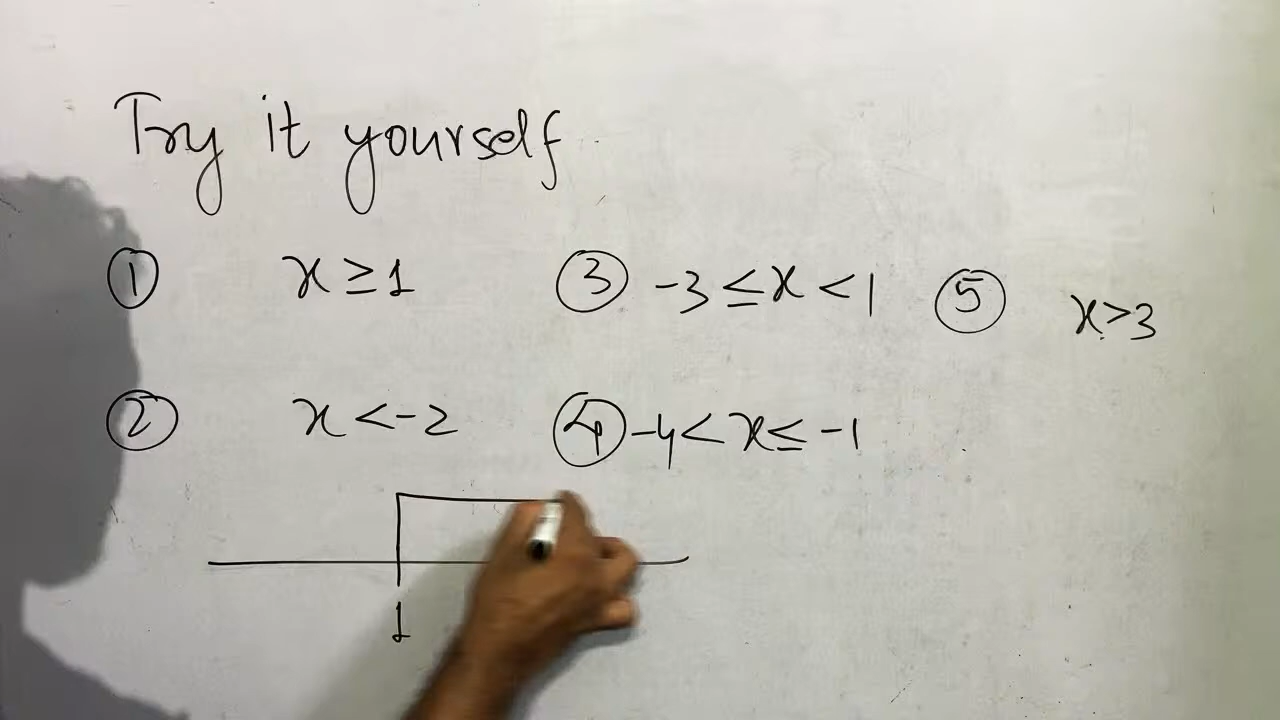 Try it yourself
① x ≥ 1 ③ -3 ≤ x < 1 ⑤ x > 3
② x < -2 ④ -4 < x ≤ -1
1